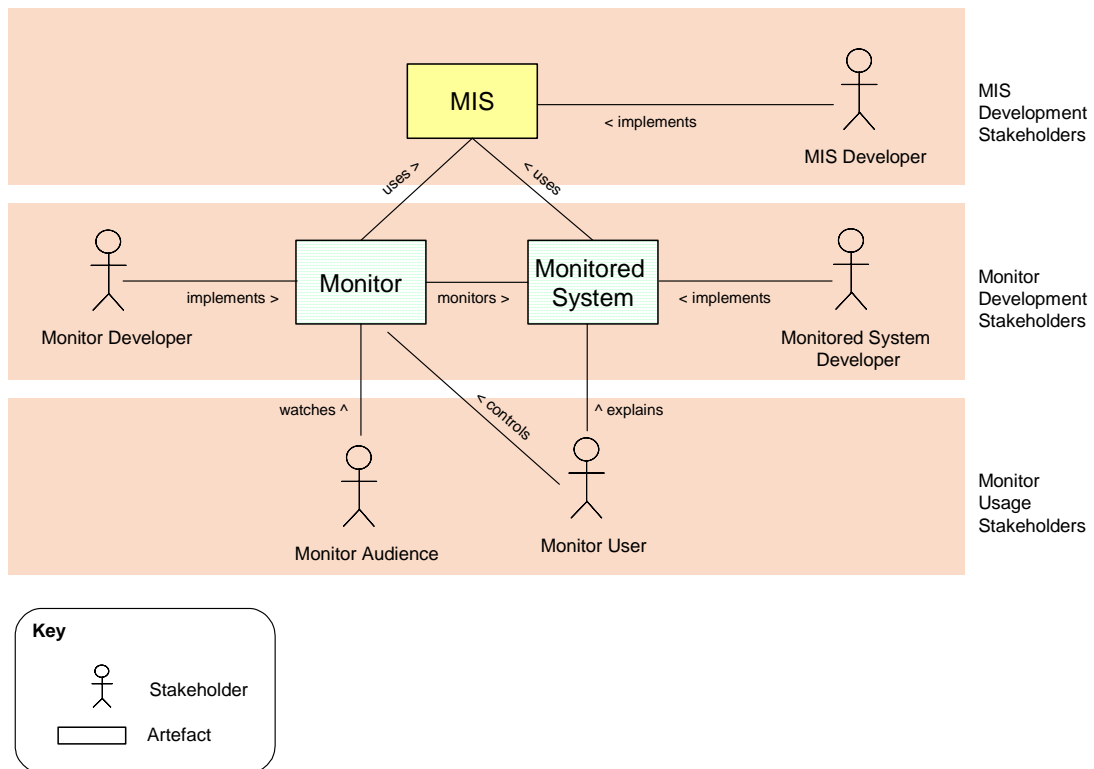 MIS
< implements
MIS Developer
MIS
Development
Stakeholders
uses >
< uses
Monitor
Monitored
System
implements >
monitors >
< implements
Monitor Developer
Monitored System
Developer
Monitor
Development
Stakeholders
watches ^
< controls
^ explains
Monitor Audience
Monitor User
Monitor
Usage
Stakeholders
Key
Stakeholder
Artefact